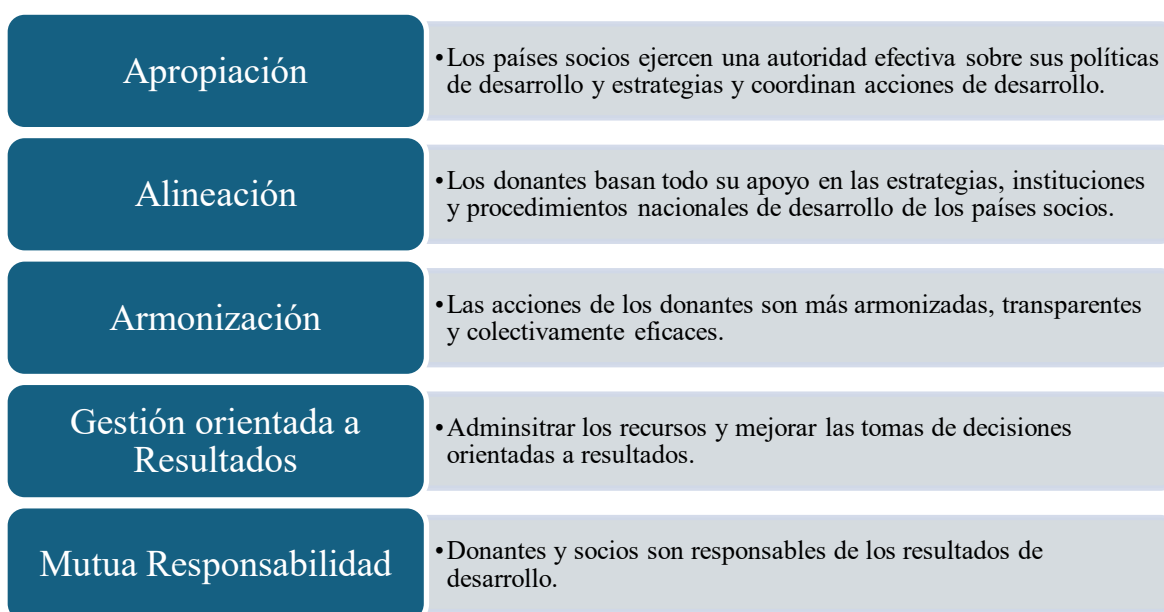 Apropiación
•Los países socios ejercen una autoridad efectiva sobre sus políticas
de desarrollo y estrategias y coordinan acciones de desarrollo.
Alineación
•Los donantes basan todo su apoyo en las estrategias, instituciones
y procedimientos nacionales de desarrollo de los países socios.
Armonización
•Las acciones de los donantes son más armonizadas, transparentes
y colectivamente eficaces.
Gestión orientada a
Resultados
•Adminsitrar los recursos y mejorar las tomas de decisiones
orientadas a resultados.
Mutua Responsabilidad
•Donantes y socios son responsables de los resultados de
desarrollo.